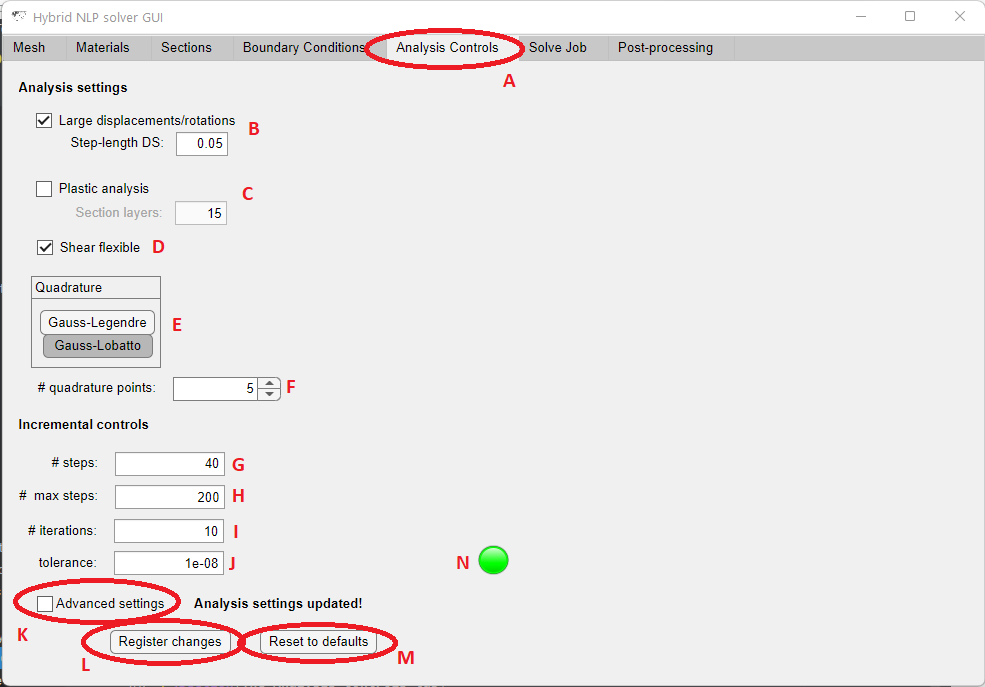 Hybrid NLP solver GUI
Mesh Materials Sections Boundary Conditions Analysis Controls Solve Job Post-processing
A
Analysis settings
Large displacements/rotations
B
Step-length DS: 0.05
Plastic analysis
C
Section layers: 15
Shear flexible D
Quadrature
Gauss-Legendre
E
Gauss-Lobatto
# quadrature points: 5 F
Incremental controls
# steps: 40 G
# max steps: 200 H
# iterations: 10 I
tolerance: 1e-08 J
N
Advanced settings Analysis settings updated!
K
Register changes Reset to defaults
L
M